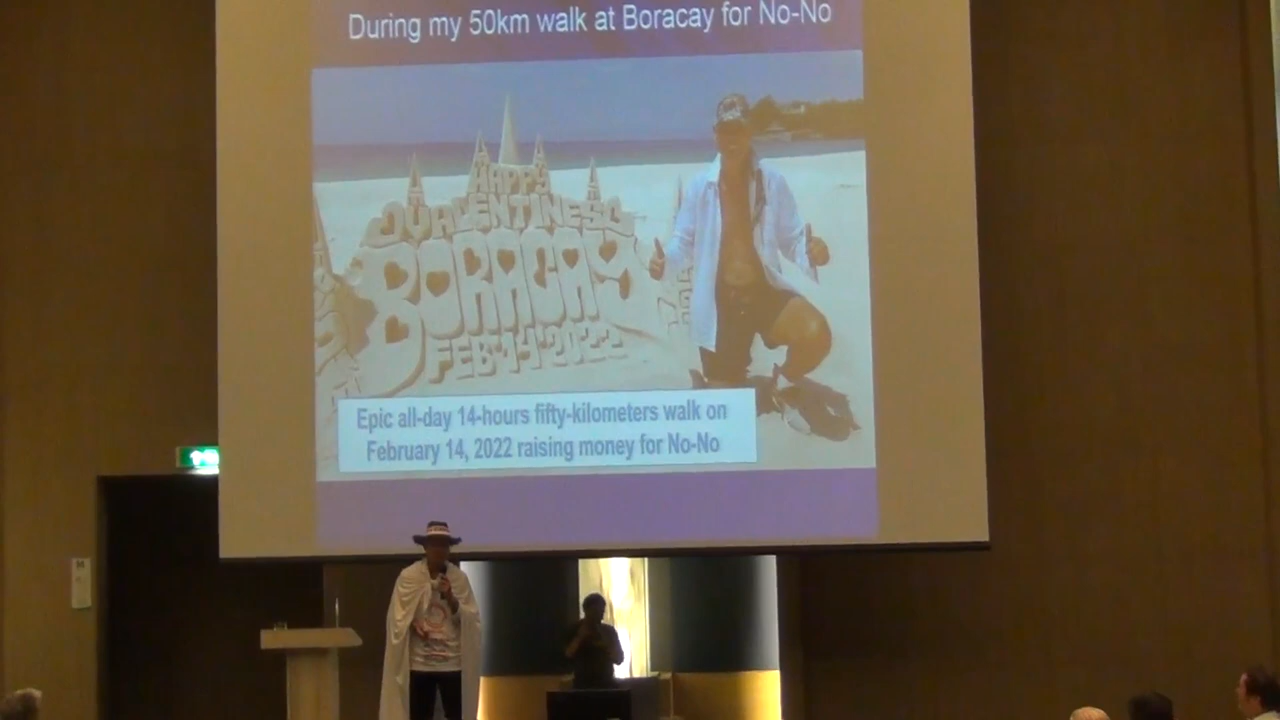 During my 50km walk at Boracay for No-No
HAPPY
VALENTINES
BORACAY
FEB 14 2022
Epic all-day 14-hours fifty-kilometers walk on
February 14, 2022 raising money for No-No